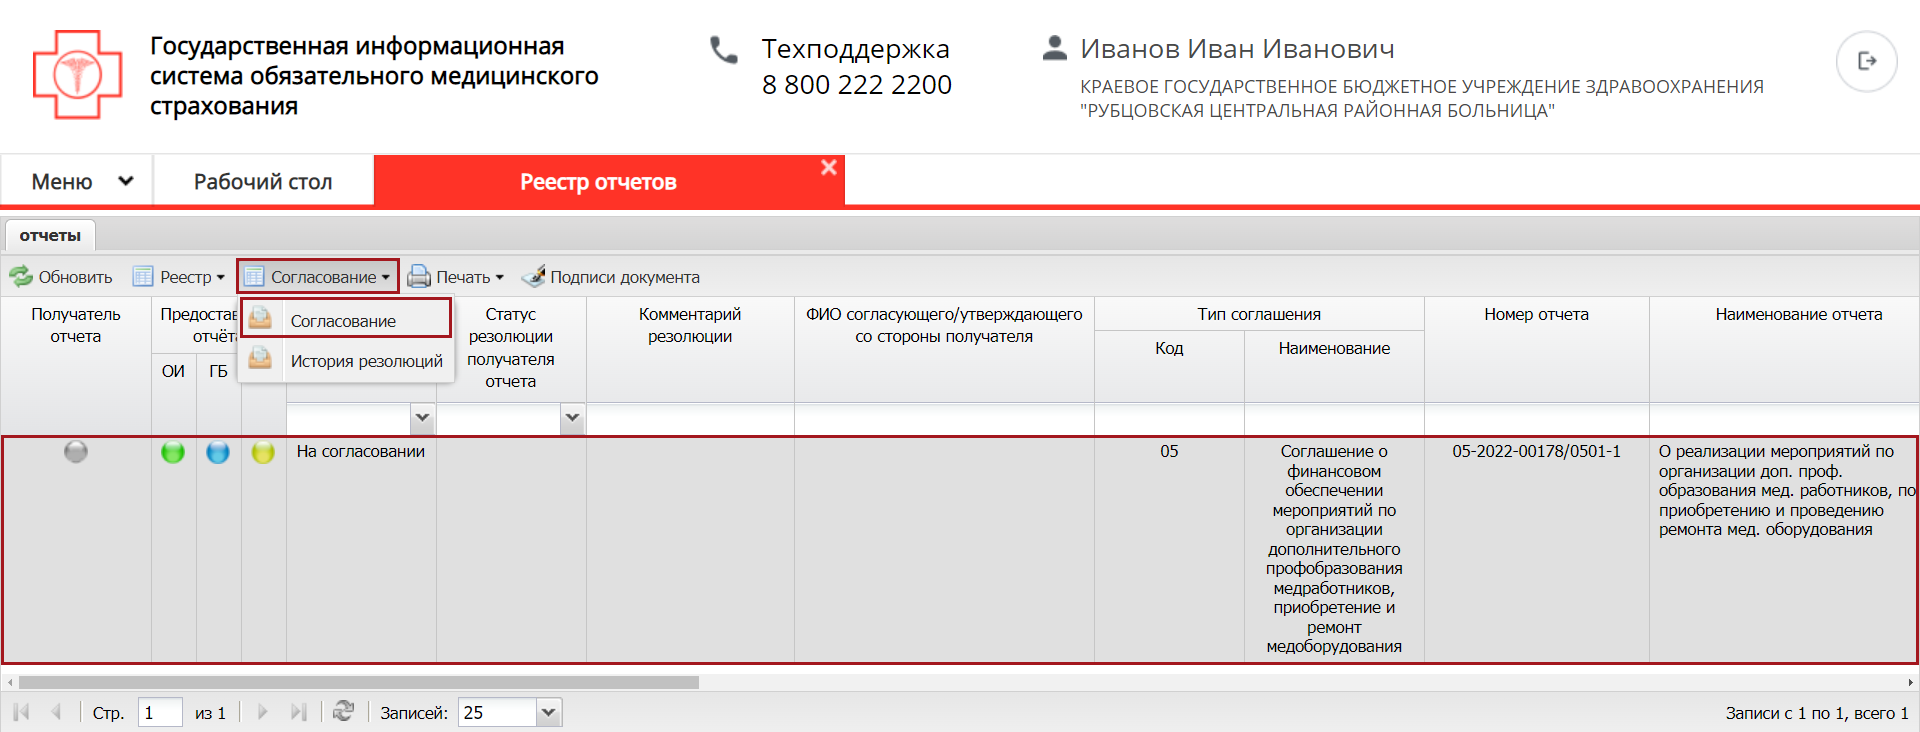 Государственная информационная
система обязательного медицинского
страхования
Техподдержка
8 800 222 2200
Иванов Иван Иванович
КРАЕВОЕ ГОСУДАРСТВЕННОЕ БЮДЖЕТНОЕ УЧРЕЖДЕНИЕ ЗДРАВООХРАНЕНИЯ
"РУБЦОВСКАЯ ЦЕНТРАЛЬНАЯ РАЙОННАЯ БОЛЬНИЦА"
Меню
Рабочий стол
Реестр отчетов
отчеты
Обновить
Реестр
Согласование
Печать
Подписи документа
Согласование
История резолюций
Получатель
отчета
ОИ
ГБ
Статус
резолюции
получателя
отчета
Комментарий
резолюции
ФИО согласующего/утверждающего
со стороны получателя
Тип соглашения
Код
Наименование
Номер отчета
Наименование отчета
На согласовании
05
Соглашение о
финансовом
обеспечении
мероприятий по
организации
дополнительного
профобразования
медработников,
приобретение и
ремонт
медоборудования
05-2022-00178/0501-1
О реализации мероприятий по
организации доп. проф.
образования мед. работников, по
приобретению и проведению
ремонта мед. оборудования
Стр.
1
из 1
Записей:
25
Записи с 1 по 1, всего 1